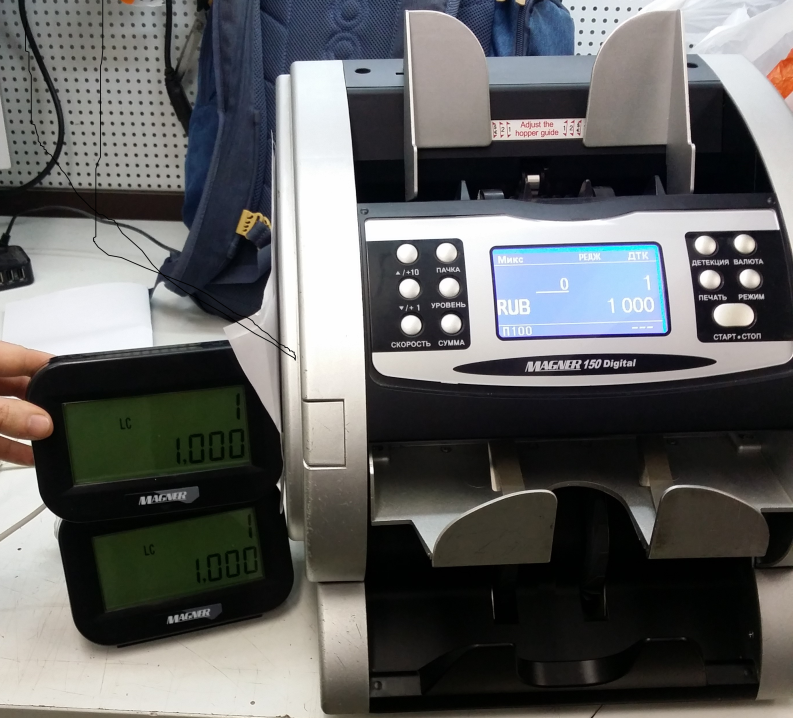 Adjust the
hopper guide
▲/+10
ПАЧКА
▼/+1
УРОВЕНЬ
СКОРОСТЬ
СУММА
Микс РЕЖ ДТК
0 1
RUB 1 000
П100 ---
ДЕТЕКЦИЯ ВАЛЮТА
ПЕЧАТЬ РЕЖИМ
СТАРТ•СТОП
MAGNER 150 Digital
1
LC
1,000
MAGNER
1
LC
1.000
MAGNER